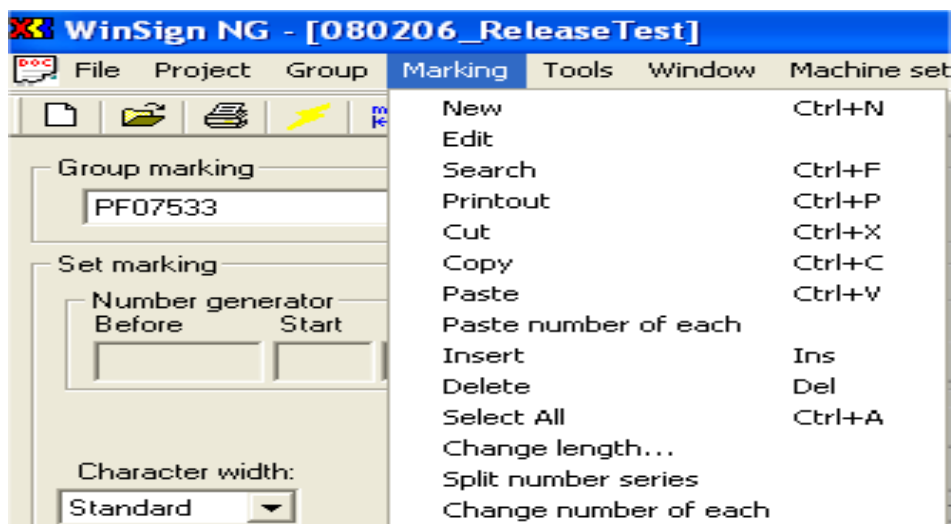 WinSign NG - [080206_ReleaseTest]
File Project Group Marking Tools Window Machine set
New Ctrl+N
Edit
Search Ctrl+F
Printout Ctrl+P
Cut Ctrl+X
Copy Ctrl+C
Paste Ctrl+V
Paste number of each
Insert Ins
Delete Del
Select All Ctrl+A
Change length...
Split number series
Change number of each
Group marking
PF07533
Set marking
Number generator
Before Start
Character width:
Standard